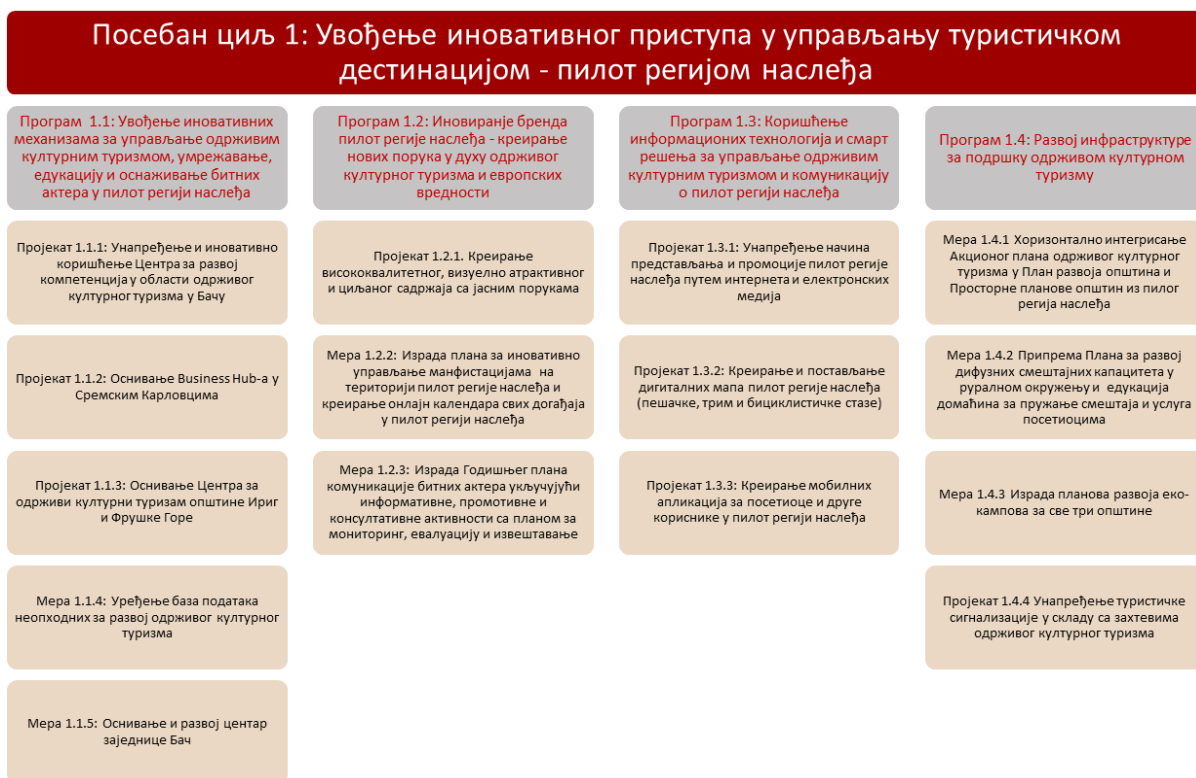 Посебан циљ 1: Увођење иновативног приступа у управљању туристичком
дестинацијом - пилот регијом наслеђа
Програм 1.1: Увођење иновативних
механизама за управљање одрживим
културним туризмом, умрежавање,
едукацију и оснаживање битних
актера у пилот регији наслеђа
Пројекат 1.1.1: Унапређење и иновативно
коришћење Центра за развој
компетенција у области одрживог
културног туризма у Бачу
Пројекат 1.1.2: Оснивање Business Hub-a у
Сремским Карловцима
Пројекат 1.1.3: Оснивање Центра за
одрживи културни туризам општине Ириг
и Фрушке Горе
Мера 1.1.4: Уређење база података
неопходних за развој одрживог културног
туризма
Мера 1.1.5: Оснивање и развој центар
заједнице Бач
Програм 1.2: Иновирање бренда
пилот регије наслеђа - креирање
нових порука у духу одрживог
културног туризма и европских
вредности
Пројекат 1.2.1. Креирање
висококвалитетног, визуелно атрактивног
и циљаног садржаја са јасним порукама
Мера 1.2.2: Израда плана за иновативно
управљање манфистацијама на
територији пилот регије наслеђа и
креирање онлајн календара свих догађаја
у пилот регији наслеђа
Мера 1.2.3: Израда Годишњег плана
комуникације битних актера укључујући
информативне, промотивне и
консултативне активности са планом за
мониторинг, евалуацију и извештавање
Програм 1.3: Коришћење
информационих технологија и смарт
решења за управљање одрживим
културним туризмом и комуникацију
о пилот регији наслеђа
Пројекат 1.3.1 Унапређење начина
представљања и промоције пилот регије
наслеђа путем интернета и електронских
медија
Пројекат 1.3.2: Креирање и постављање
дигиталних мапа пилот регије наслеђа
(пешачке, трим и бициклистичке стазе)
Пројекат 1.3.3: Креирање мобилних
апликација за посетиоце и друге
кориснике у пилот регији наслеђа
Програм 1.4: Развој инфраструктуре
за подршку одрживом културном
туризму
Мера 1.4.1 Хоризонтално интегрисање
Акционог плана одрживог културног
туризма у План развоја општина и
Просторне планове општин из пилог
регија наслеђа
Мера 1.4.2 Припрема Плана за развој
дифузних смештајних капацитета у
руралном окружењу и едукација
домаћина за пружање смештаја и услуга
посетиоцима
Мера 1.4.3 Израда планова развоја еко-
кампова за све три општине
Пројекат 1.4.4 Унапређење туристичке
сигнализације у складу са захтевима
одрживог културног туризма